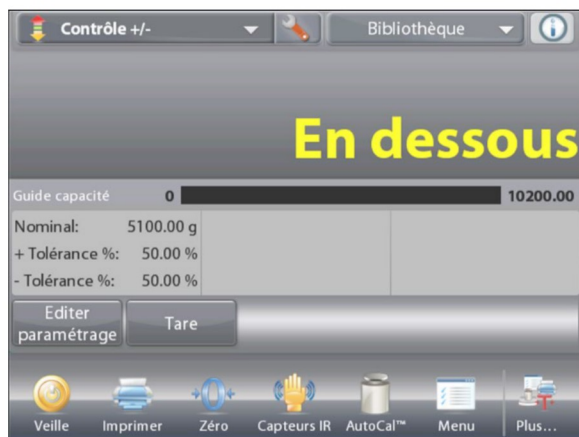 Contrôle +/-
Bibliothèque
En dessous
Guide capacité 0 10200.00
Nominal: 5100.00 g
+ Tolérance %: 50.00 %
- Tolérance %: 50.00 %
Editer
paramétrage
Tare
Veille Imprimer Zéro Capteurs IR AutoCal™ Menu Plus...